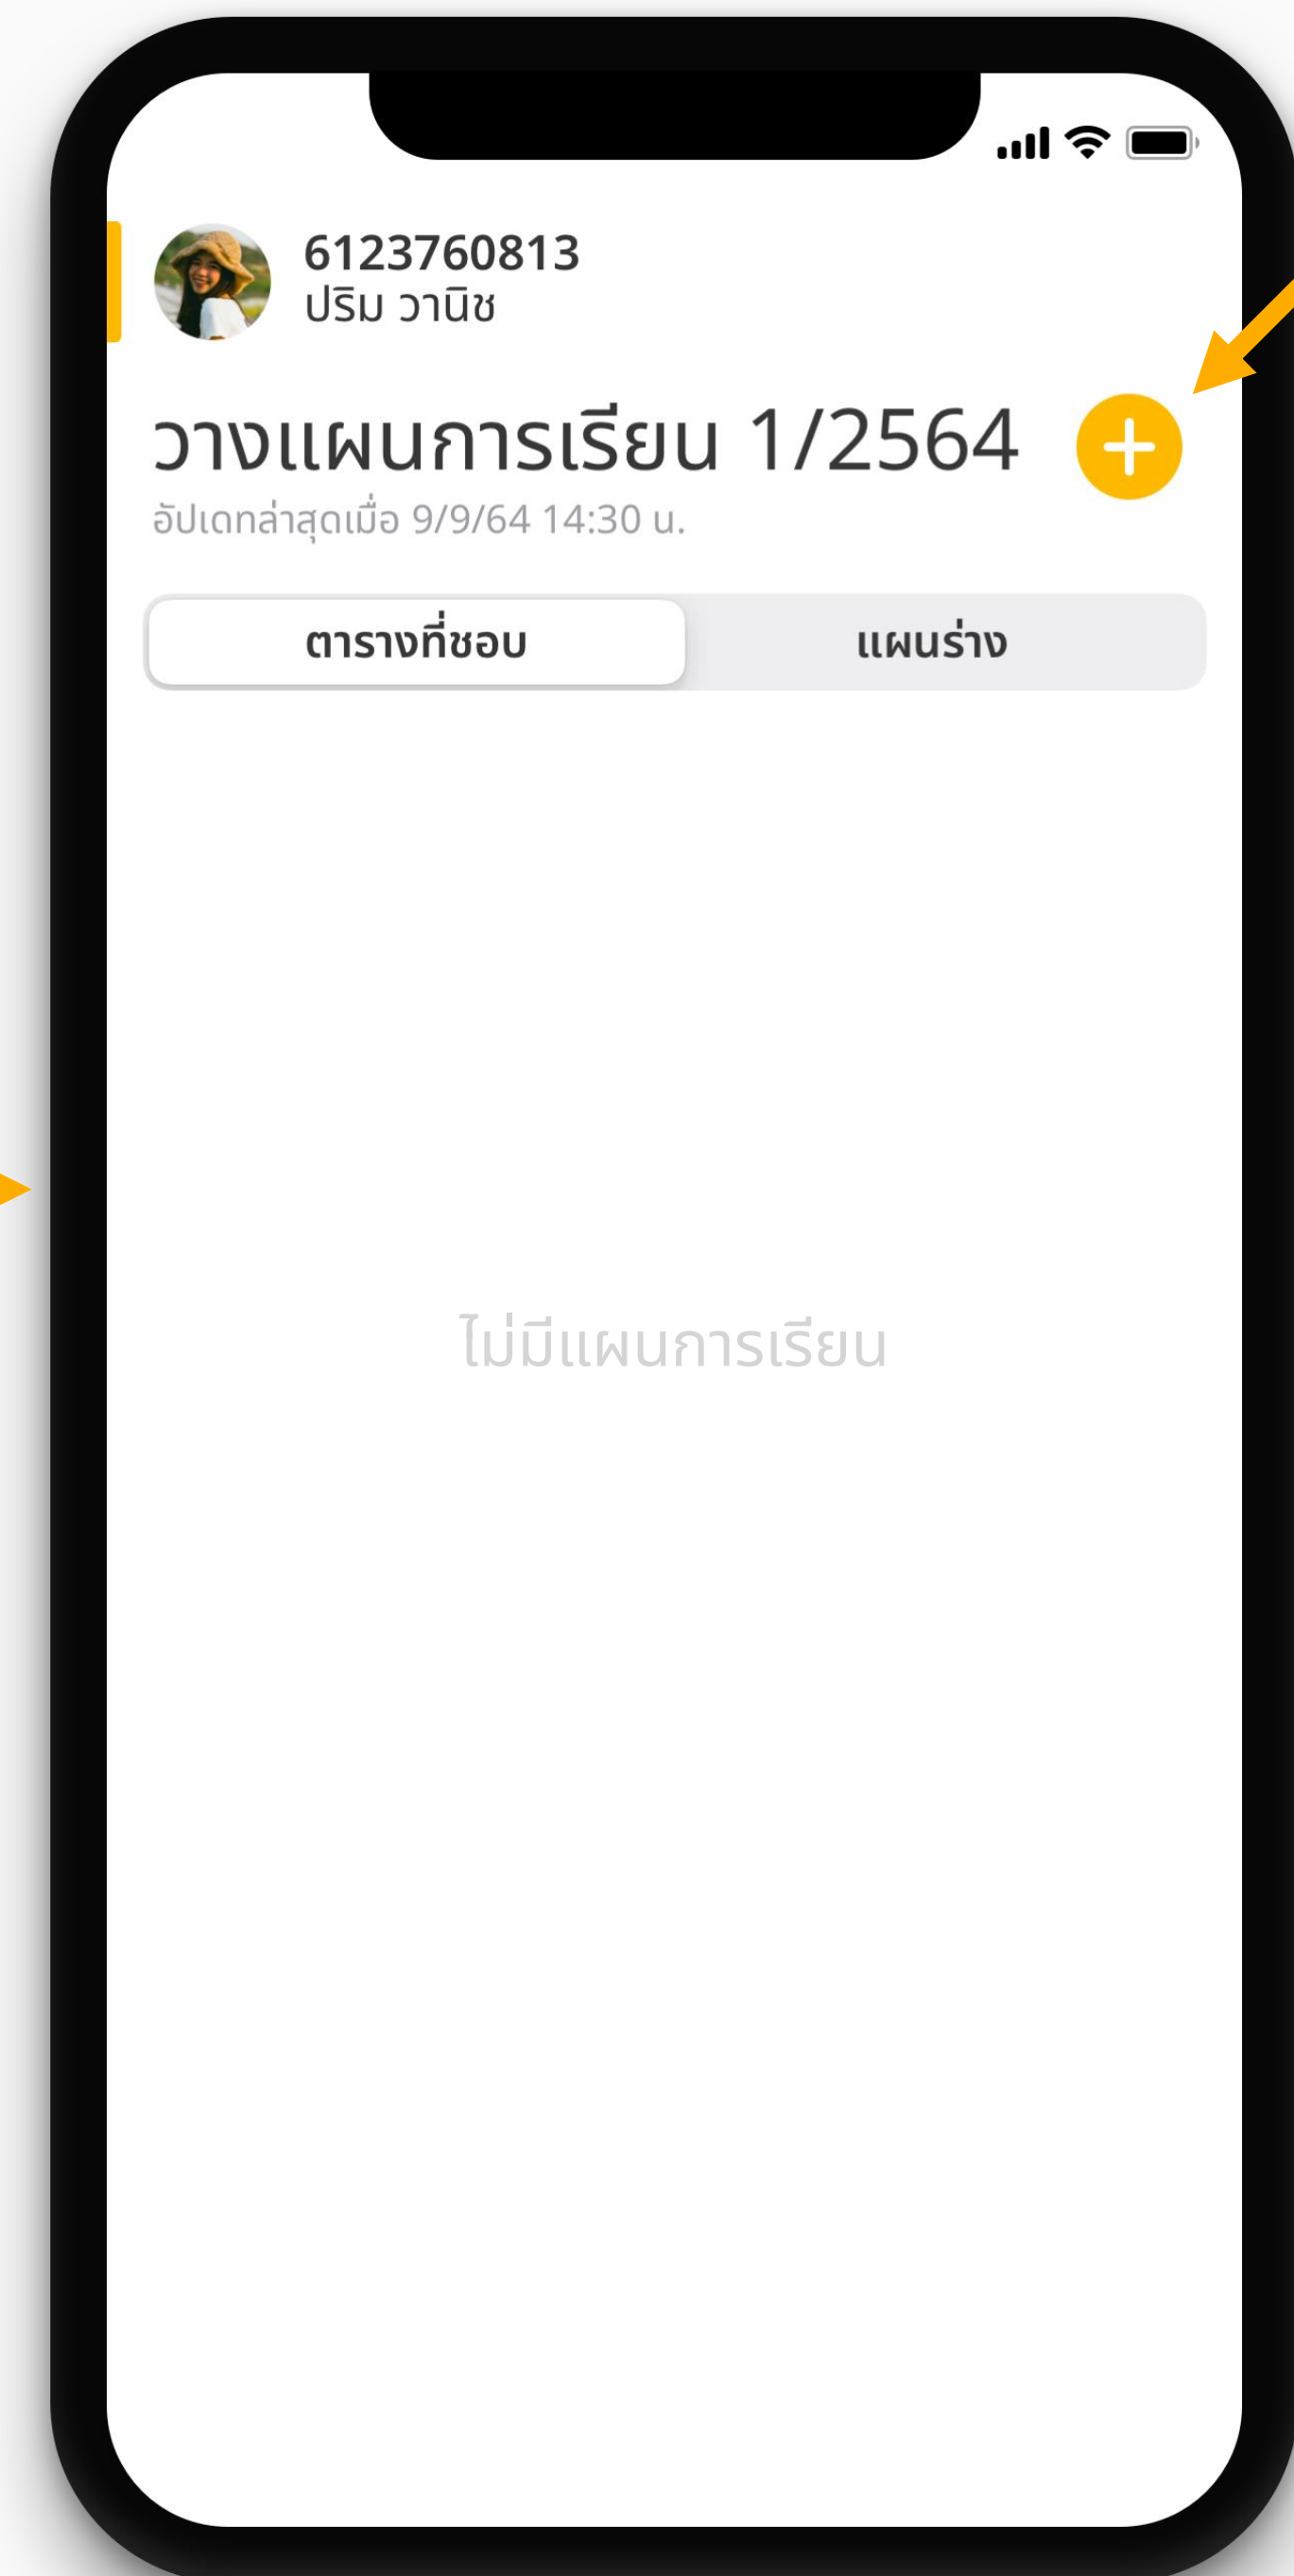 6123760813
ปริม วานิช
วางแผนการเรียน 1/2564
อัปเดทล่าสุดเมื่อ 9/9/64 14:30 น.
ตารางที่ชอบ
แผนร่าง
ไม่มีแผนการเรียน